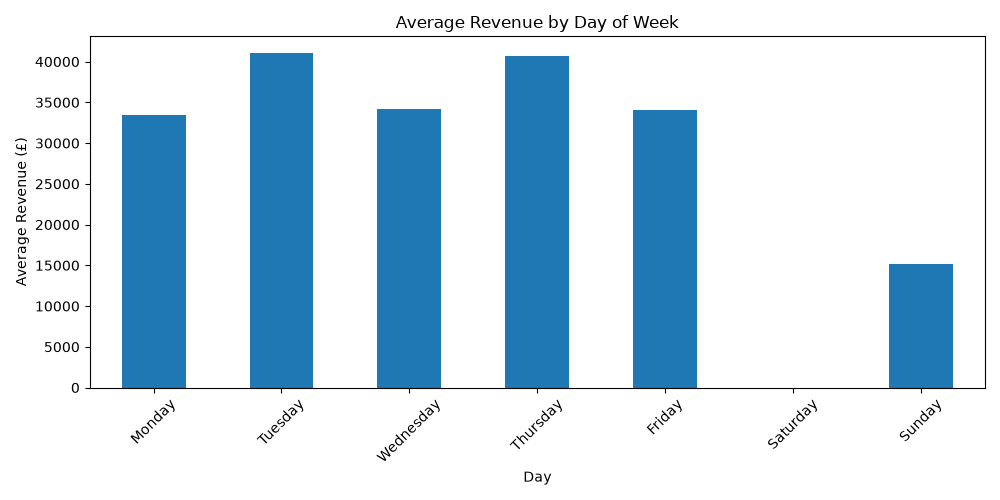 Average Revenue by Day of Week
Average Revenue (£)
40000
35000
30000
25000
20000
15000
10000
5000
0
Monday
Tuesday
Wednesday
Thursday
Friday
Saturday
Sunday
Day